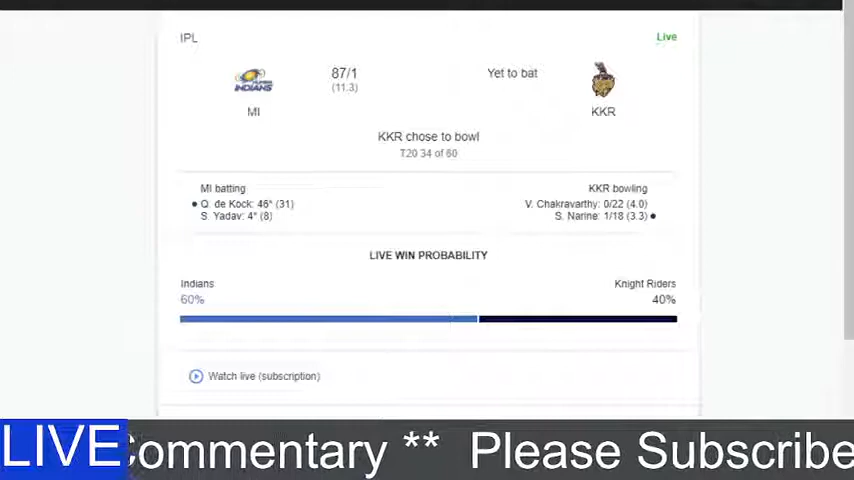 IPL
Live
87/1
Yet to bat
(11.3)
INDIANS
MI
KKR
KKR chose to bowl
T20 34 of 60
MI batting
KKR bowling
Q. de Kock: 46* (31)
V. Chakravarthy: 0/22 (4.0)
S. Yadav: 4* (8)
S. Narine: 1/18 (3.3)
LIVE WIN PROBABILITY
Indians
Knight Riders
60%
40%
Watch live (subscription)
LIVE Commentary ** Please Subscribe